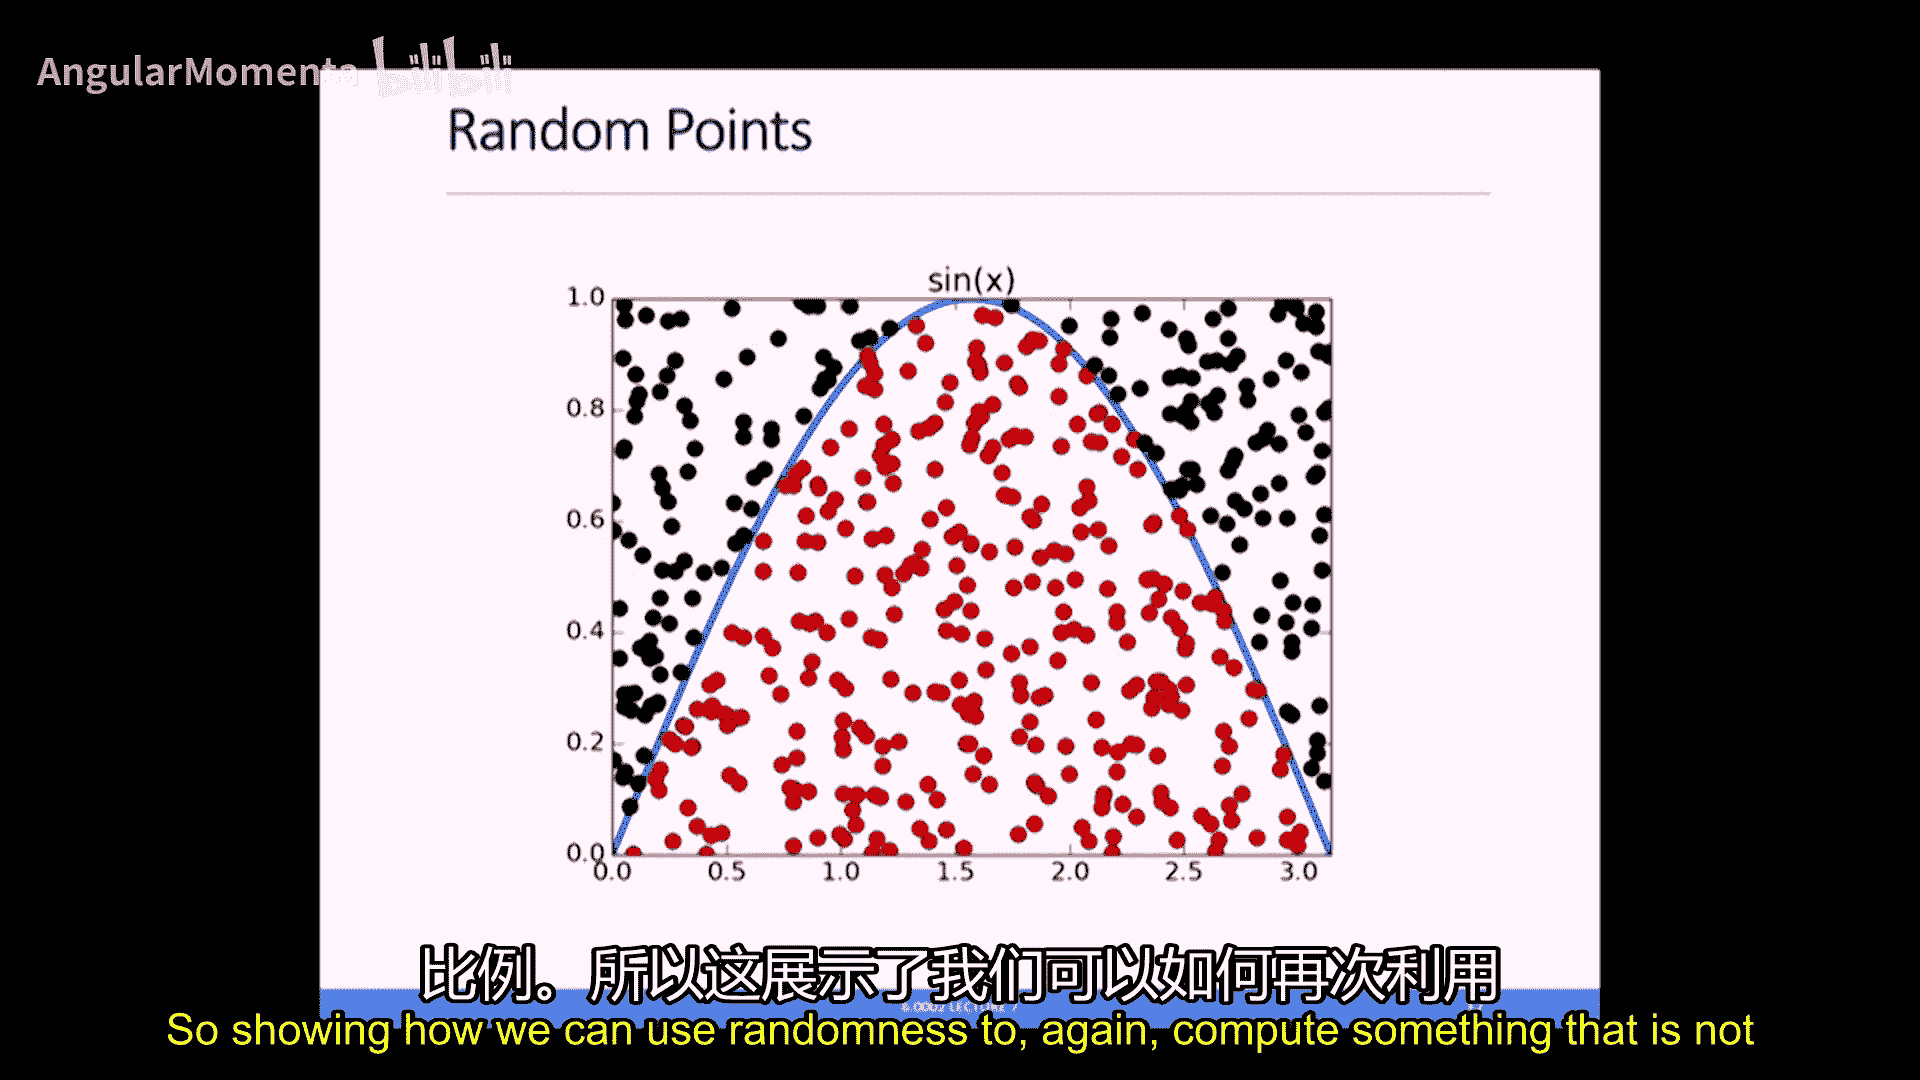 AngularMomenta bilibili
Random Points
sin(x)
1.0
0.8
0.6
0.4
0.2
0.0
0.0 0.5 1.0 1.5 2.0 2.5 3.0
比例。所以这展示了我们可以如何再次利用
So showing how we can use randomness to, again, compute something that is not